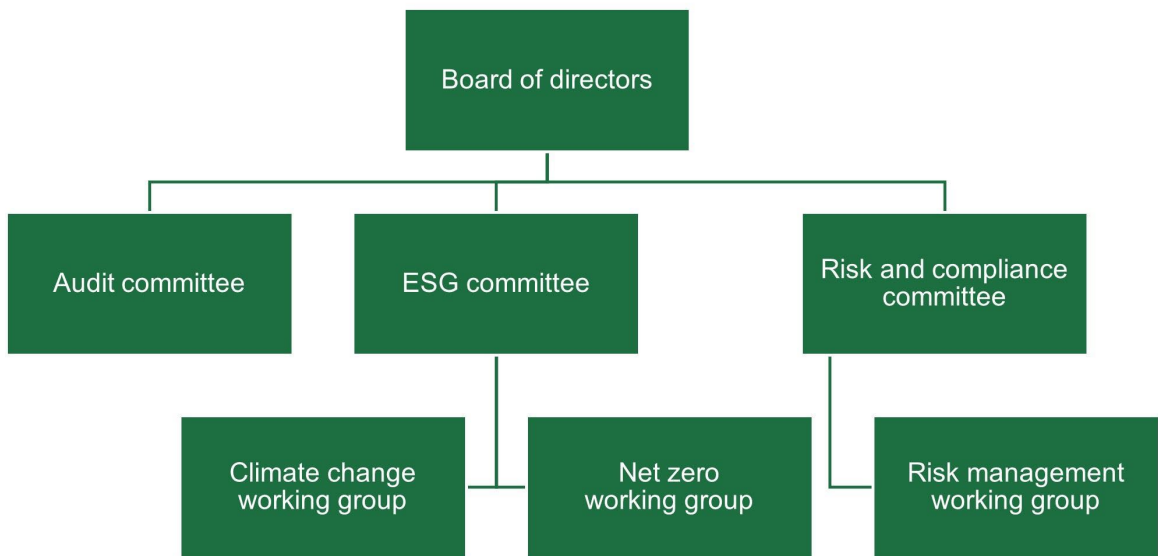 Board of directors
Audit committee
ESG committee
Risk and compliance
committee
Climate change
working group
Net zero
working group
Risk management
working group